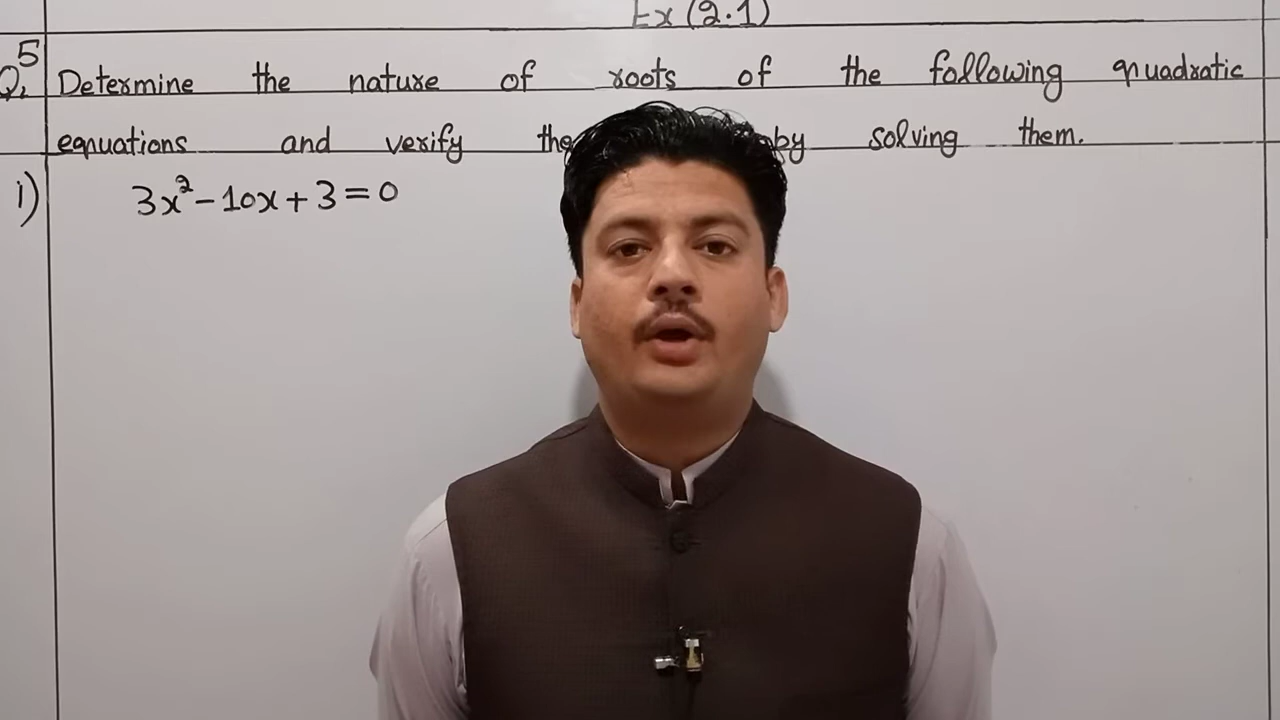 Ex (2.1)
Q5 Determine the nature of roots of the following quadratic
equations and verify the by solving them.
i) 3x² - 10x + 3 = 0